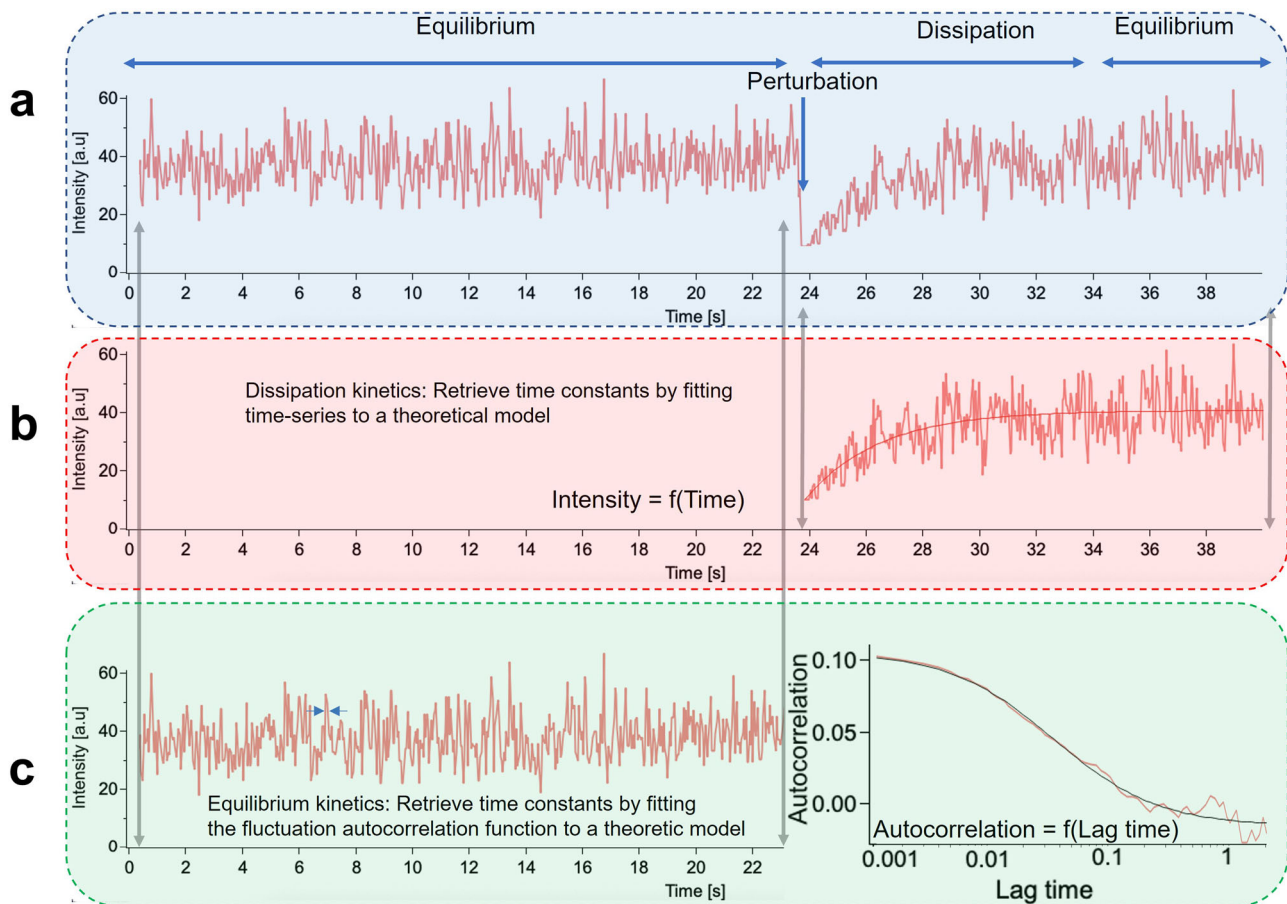 a
Equilibrium
Dissipation
Equilibrium
Perturbation
Intensity [a.u]
60
40
20
0
0 2 4 6 8 10 12 14 16 18 20 22 24 26 28 30 32 34 36 38
Time [s]
b
Intensity [a.u]
60
40
20
0
Dissipation kinetics: Retrieve time constants by fitting
time-series to a theoretical model
Intensity = f(Time)
0 2 4 6 8 10 12 14 16 18 20 22 24 26 28 30 32 34 36 38
Time [s]
c
Intensity [a.u]
60
40
20
0
Equilibrium kinetics: Retrieve time constants by fitting
the fluctuation autocorrelation function to a theoretic model
0 2 4 6 8 10 12 14 16 18 20 22
Time [s]
Autocorrelation
0.10
0.05
0.00
Autocorrelation = f(Lag time)
0.001 0.01 0.1 1
Lag time